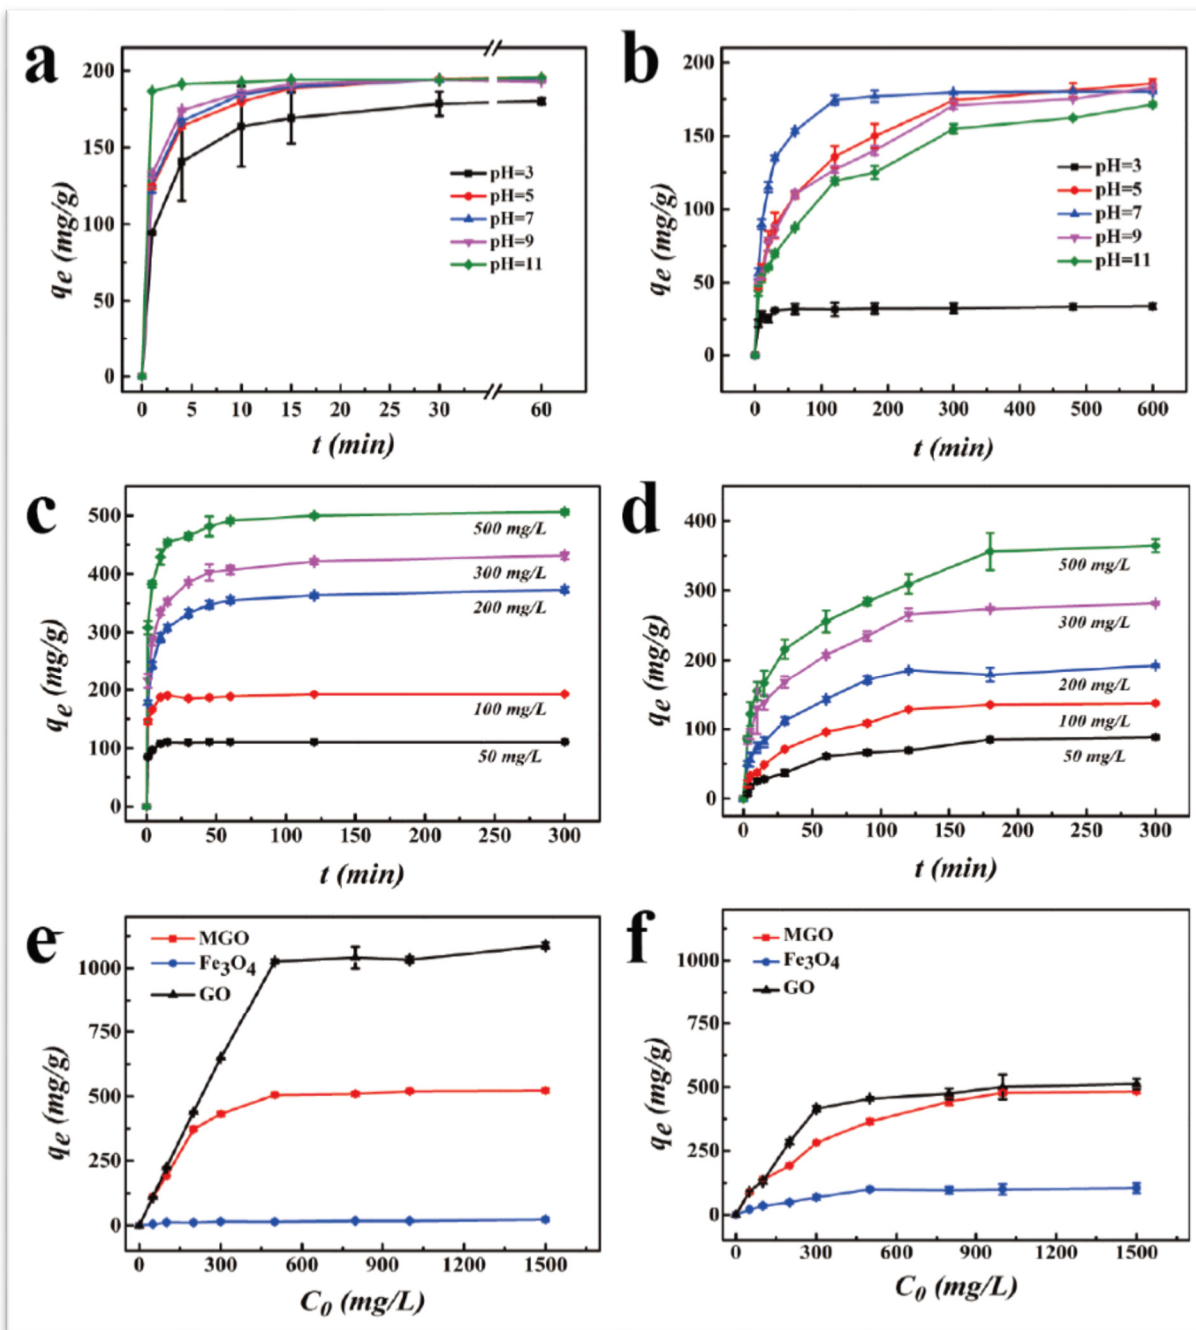 a
200
150
100
50
0
qe (mg/g)
pH=3
pH=5
pH=7
pH=9
pH=11
0 5 10 15 20 25 30 60
t (min)
b
200
150
100
50
0
qe (mg/g)
pH=3
pH=5
pH=7
pH=9
pH=11
0 100 200 300 400 500 600
t (min)
c
500
400
300
200
100
0
qe (mg/g)
500 mg/L
300 mg/L
200 mg/L
100 mg/L
50 mg/L
0 50 100 150 200 250 300
t (min)
d
400
300
200
100
0
qe (mg/g)
500 mg/L
300 mg/L
200 mg/L
100 mg/L
50 mg/L
0 50 100 150 200 250 300
t (min)
e
MGO
Fe3O4
GO
1000
750
500
250
0
qe (mg/g)
0 300 600 900 1200 1500
C0 (mg/L)
f
MGO
Fe3O4
GO
1000
750
500
250
0
qe (mg/g)
0 300 600 900 1200 1500
C0 (mg/L)